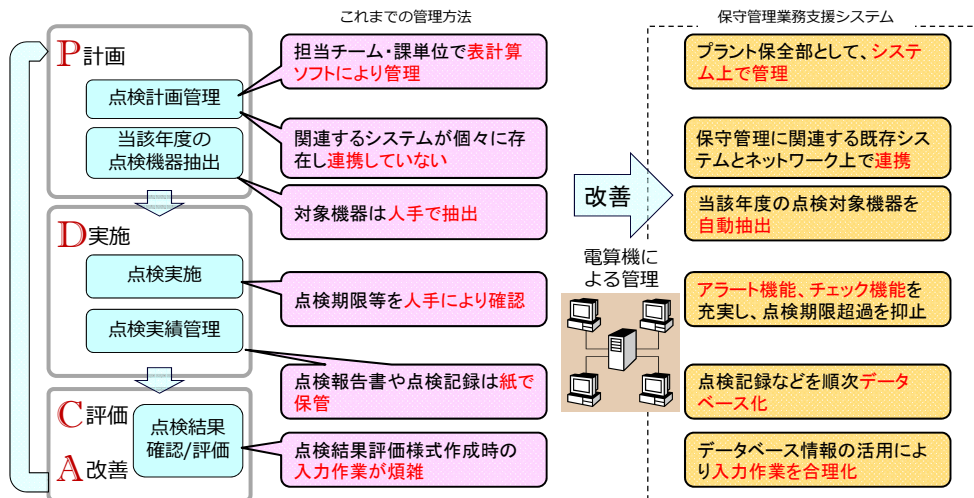 これまでの管理方法
保守管理業務支援システム
P計画
点検計画管理
当該年度の
点検機器抽出
D実施
点検実施
点検実績管理
C評価
A改善
点検結果
確認/評価
担当チーム・課単位で表計算
ソフトにより管理
関連するシステムが個々に存
在し連携していない
対象機器は人手で抽出
点検期限等を人手により確認
点検報告書や点検記録は紙で
保管
点検結果評価様式作成時の
入力作業が煩雑
改善
電算機に
よる管理
プラント保全部として、システ
ム上で管理
保守管理に関連する既存シス
テムとネットワーク上で連携
当該年度の点検対象機器を
自動抽出
アラート機能、チェック機能を
充実し、点検期限超過を抑止
点検記録などを順次データ
ベース化
データベース情報の活用によ
り入力作業を合理化